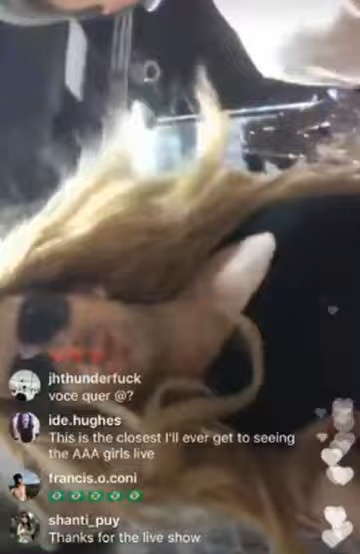 jhthunderfuck
voce quer @?
ide.hughes
This is the closest I'll ever get to seeing
the AAA girls live
francis.o.coni
🇧🇷 🇧🇷 🇧🇷 🇧🇷 🇧🇷
shanti_puy
Thanks for the live show